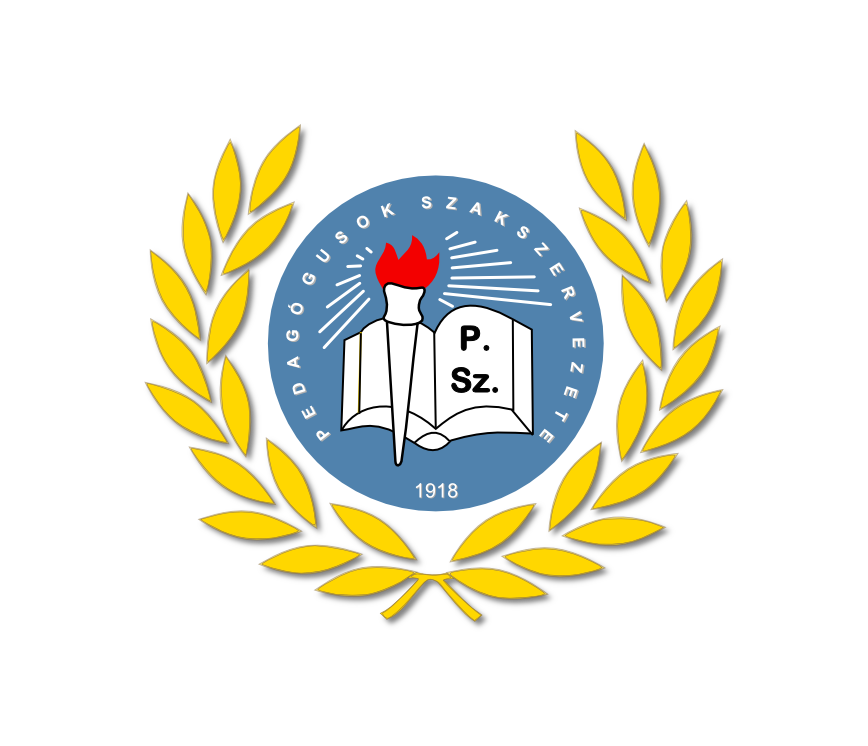 PEDAGÓGUSOK SZAKSZERVEZETE
P.
Sz.
1918